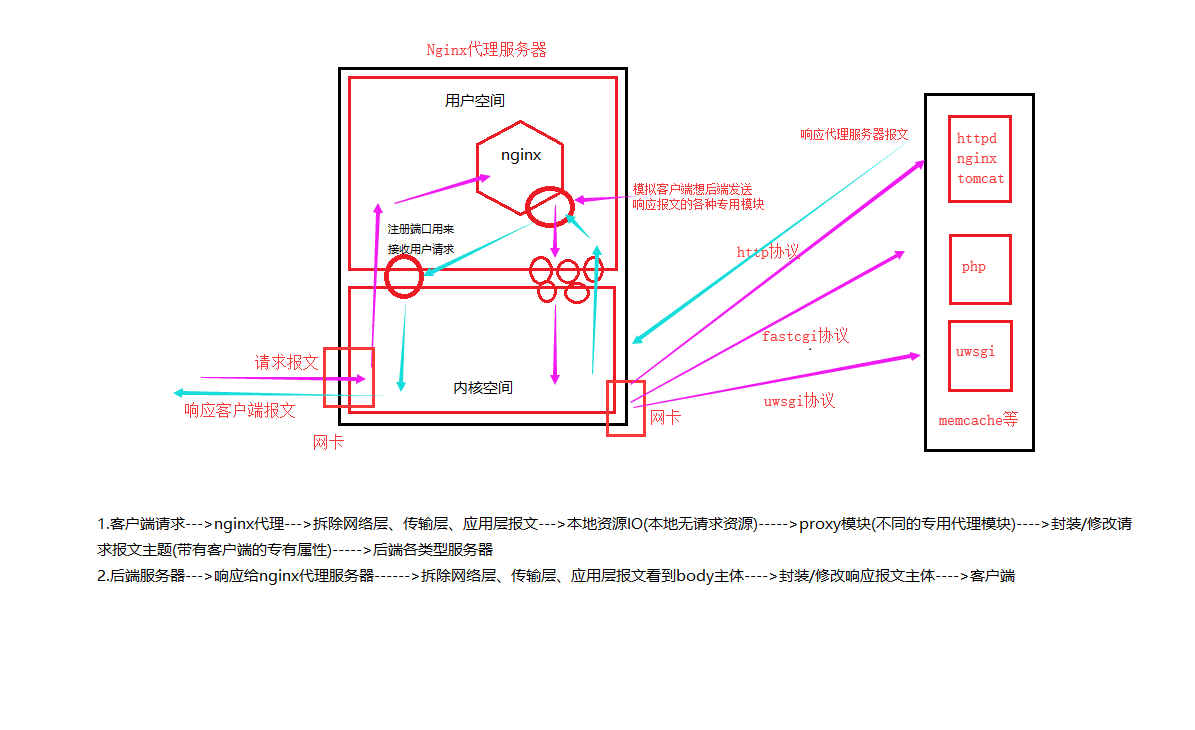 Nginx代理服务器
用户空间
nginx
响应代理服务器报文
httpd
nginx
tomcat
模拟客户端想后端发送
响应报文的各种专用模块
注册端口用来
接收用户请求
http协议
php
fastcgi协议
uwsgi
请求报文
内核空间
响应客户端报文
uwsgi协议
网卡
网卡
memcache等
1.客户端请求--->nginx代理--->拆除网络层、传输层、应用层报文--->本地资源IO(本地无请求资源)----->proxy模块(不同的专用代理模块)---->封装/修改请
求报文主题(带有客户端的专有属性)----->后端各类型服务器
2.后端服务器--->响应给nginx代理服务器------>拆除网络层、传输层、应用层报文看到body主体---->封装/修改响应报文主体---->客户端